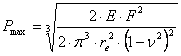 P_max = ∛((2·E·F²)/(2·π³·r_e²·(1−ν²)²))